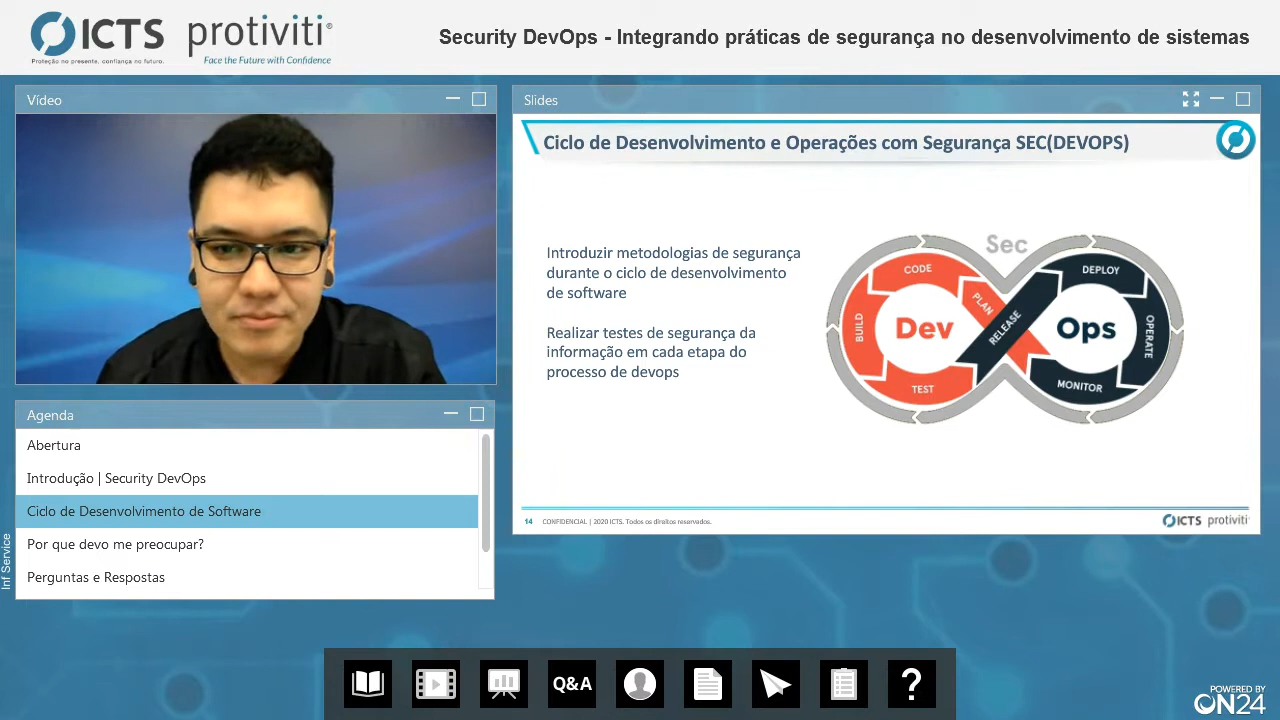 ICTS
Proteção no presente, confiança no futuro.
protiviti®
Face the Future with Confidence
Security DevOps - Integrando práticas de segurança no desenvolvimento de sistemas
Vídeo
Slides
Ciclo de Desenvolvimento e Operações com Segurança SEC(DEVOPS)
Introduzir metodologias de segurança
durante o ciclo de desenvolvimento
de software
Realizar testes de segurança da
informação em cada etapa do
processo de devops
Sec
CODE
BUILD
TEST
PLAN
RELEASE
DEPLOY
OPERATE
MONITOR
Dev
Ops
14 CONFIDENCIAL | 2020 ICTS. Todos os direitos reservados.
ICTS protiviti
Agenda
Abertura
Introdução | Security DevOps
Ciclo de Desenvolvimento de Software
Por que devo me preocupar?
Perguntas e Respostas
Inf Service
Q&A
?
POWERED BY
ON24